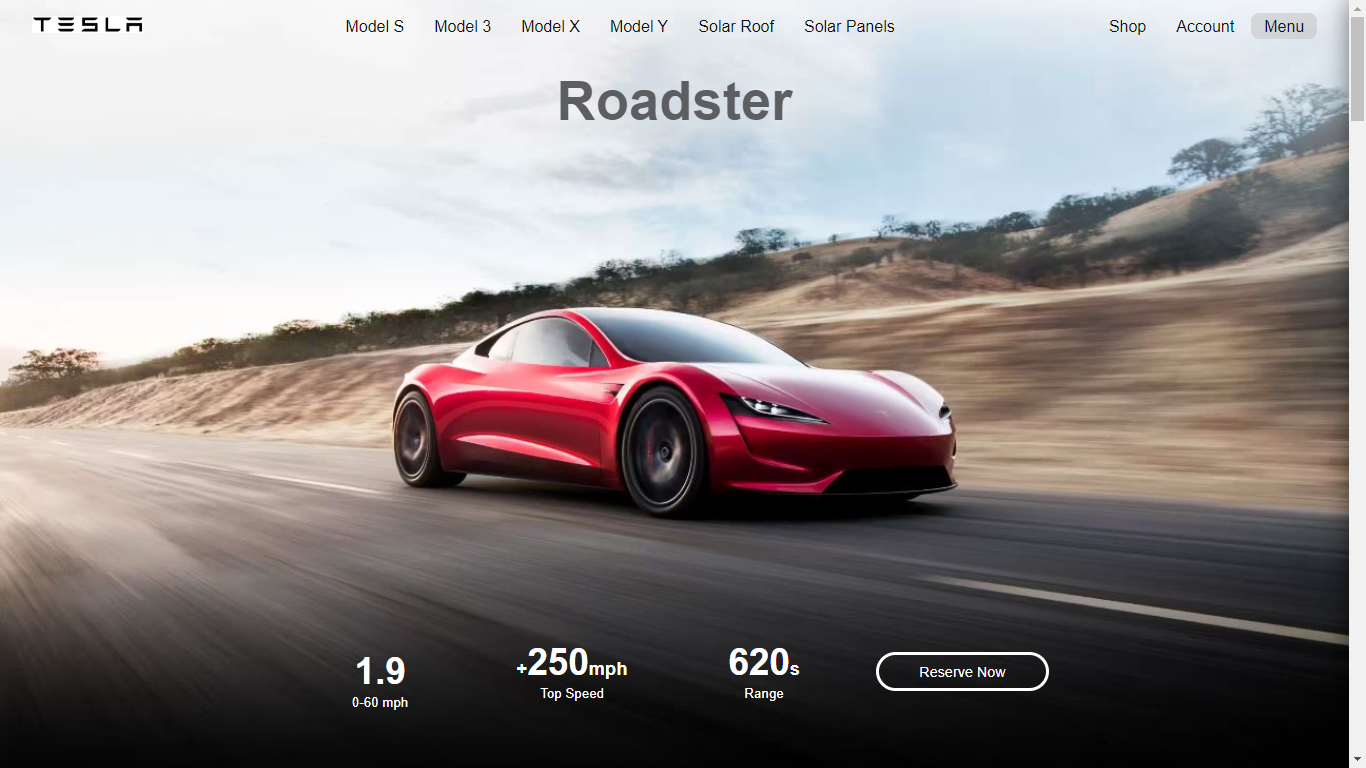 TESLA Model S Model 3 Model X Model Y Solar Roof Solar Panels Shop Account Menu
Roadster
1.9 +250mph 620s Reserve Now
0-60 mph Top Speed Range